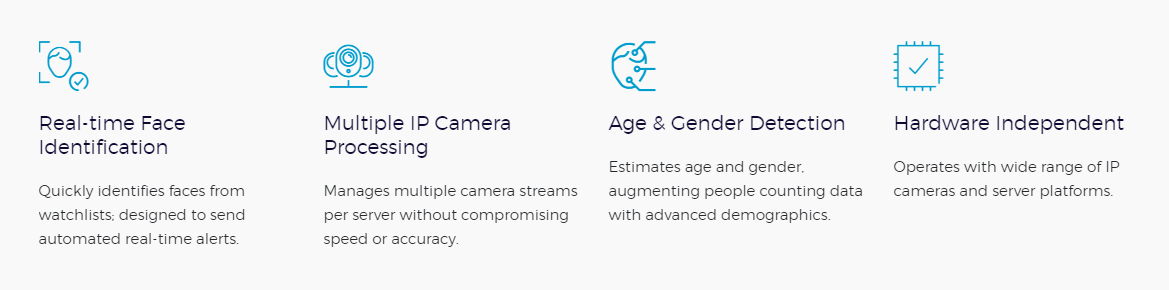 Real-time Face
Identification
Quickly identifies faces from
watchlists; designed to send
automated real-time alerts.
Multiple IP Camera
Processing
Manages multiple camera streams
per server without compromising
speed or accuracy.
Age & Gender Detection
Estimates age and gender,
augmenting people counting data
with advanced demographics.
Hardware Independent
Operates with wide range of IP
cameras and server platforms.